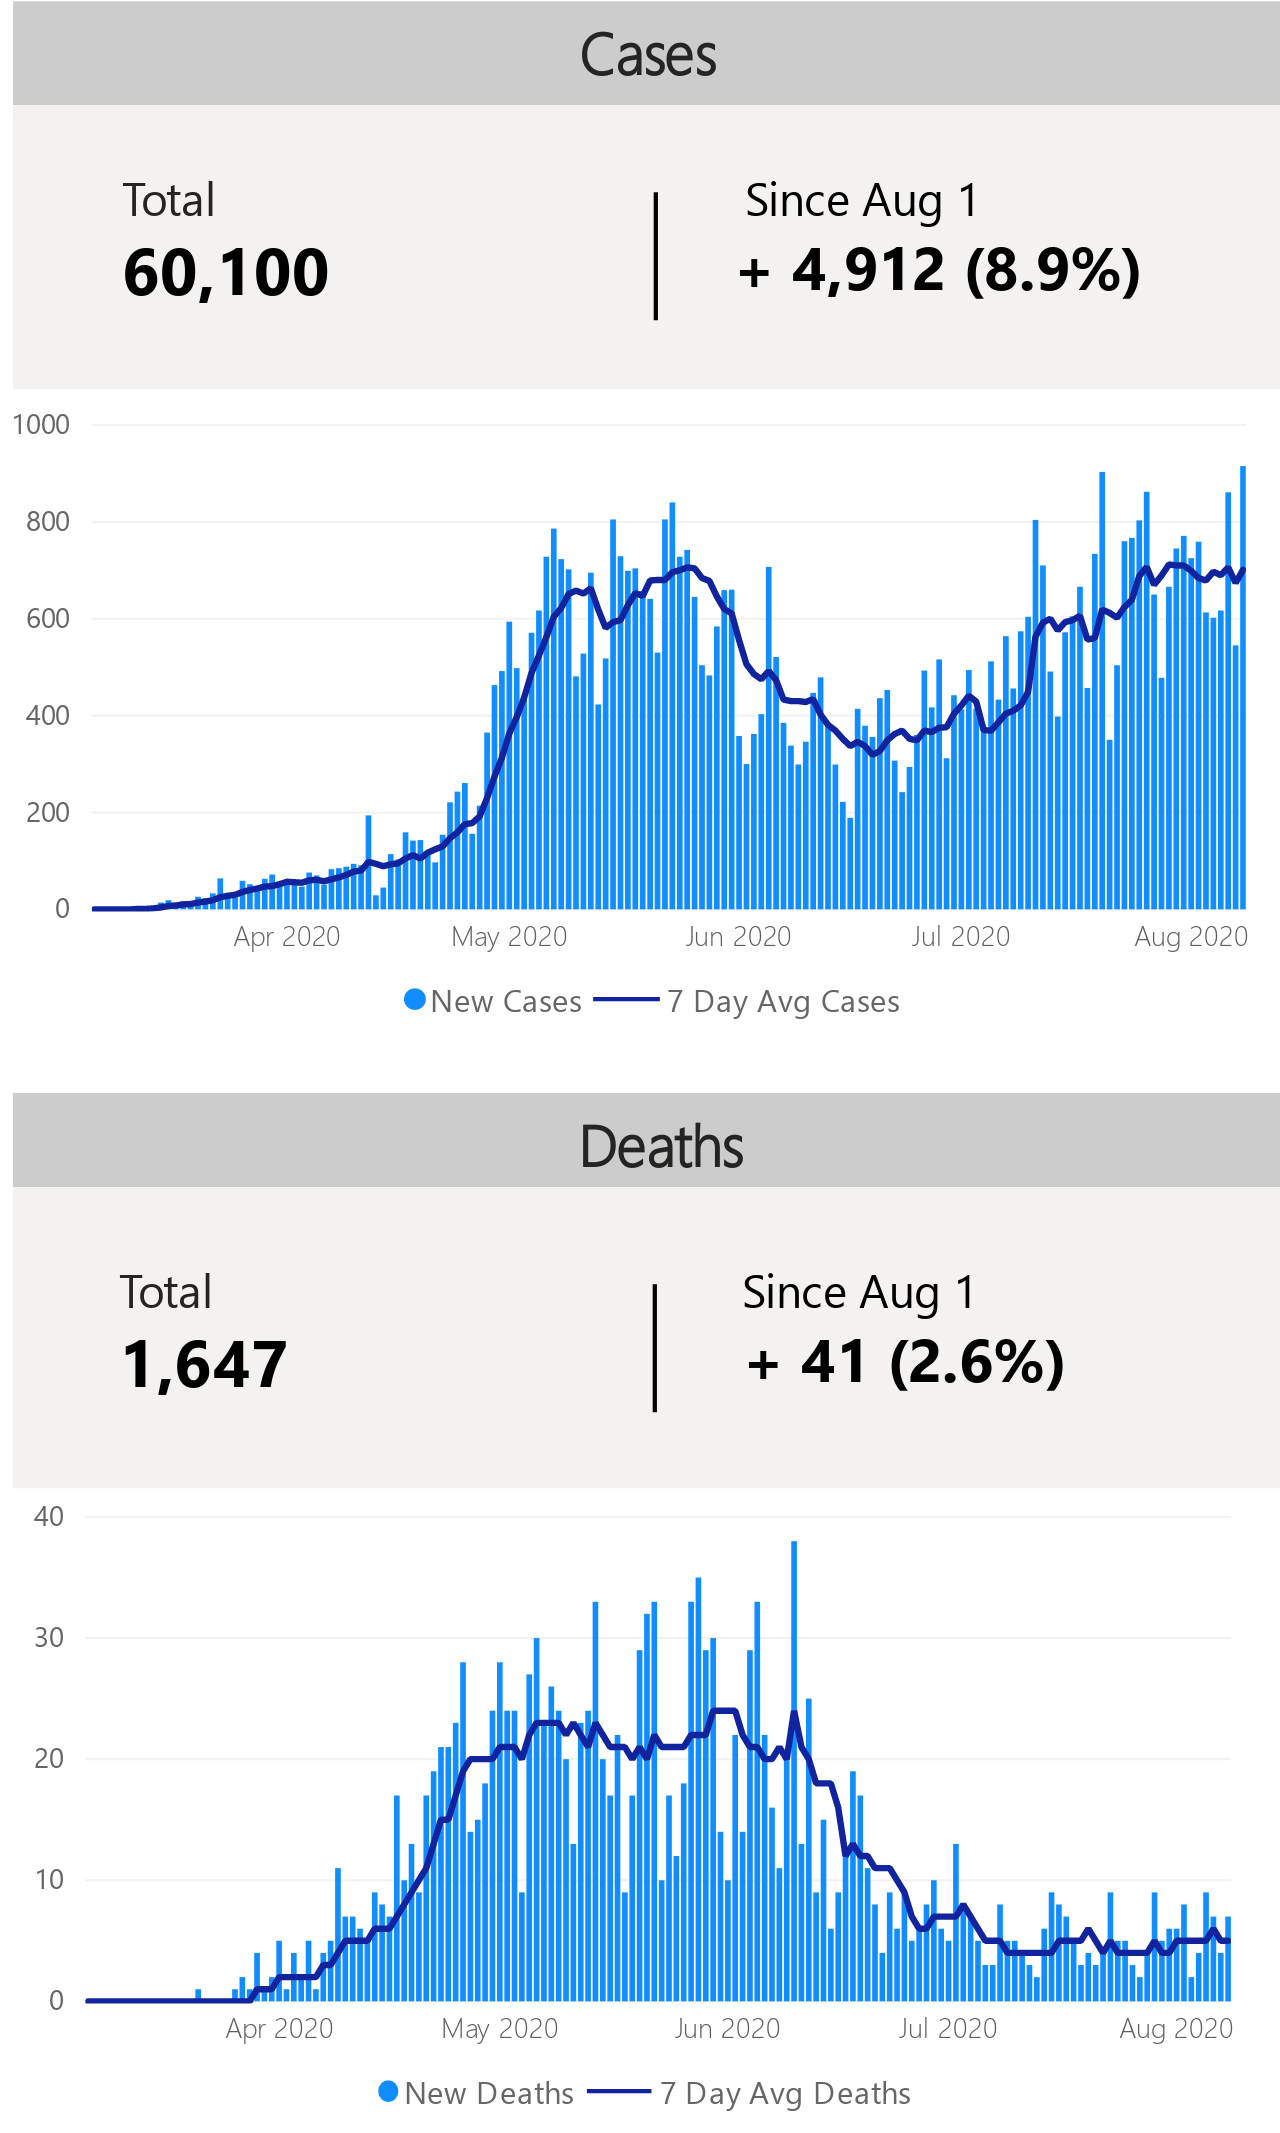 Cases
Total
Since Aug 1
60,100
+ 4,912 (8.9%)
1000
800
600
400
200
0
Apr 2020
May 2020
Jun 2020
Jul 2020
Aug 2020
New Cases
7 Day Avg Cases
Deaths
Total
Since Aug 1
1,647
+ 41 (2.6%)
40
30
20
10
0
Apr 2020
May 2020
Jun 2020
Jul 2020
Aug 2020
New Deaths
7 Day Avg Deaths